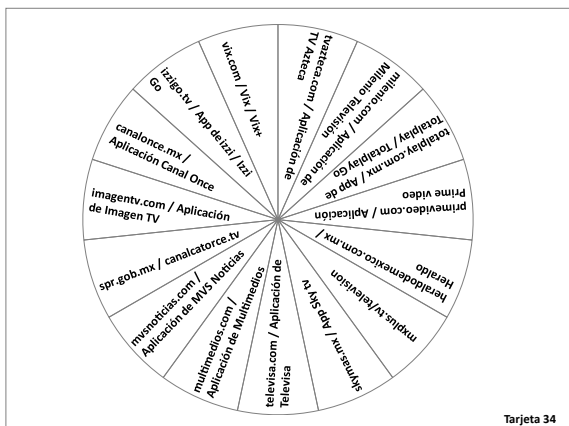 tvazteca.com / Aplicación de
TV Azteca
milenio.com / Aplicación de
Milenio Televisión
totalplay.com.mx / App de
Totalplay / Totalplay Go
primevideo.com / Aplicación
Prime video
heraldodemexico.com.mx /
Heraldo
mxplus.tv/television
skymas.mx / App Sky tv
televisa.com / Aplicación de
Televisa
multimedios.com /
Aplicación de Multimedios
mvsnoticias.com /
Aplicación de MVS Noticias
spr.gob.mx / canalcatorce.tv
imagentv.com / Aplicación
de Imagen TV
canalonce.mx /
Aplicación Canal Once
izzigo.tv / App de izzi / Izzi
Go
vix.com / Vix / Vix+
Tarjeta 34